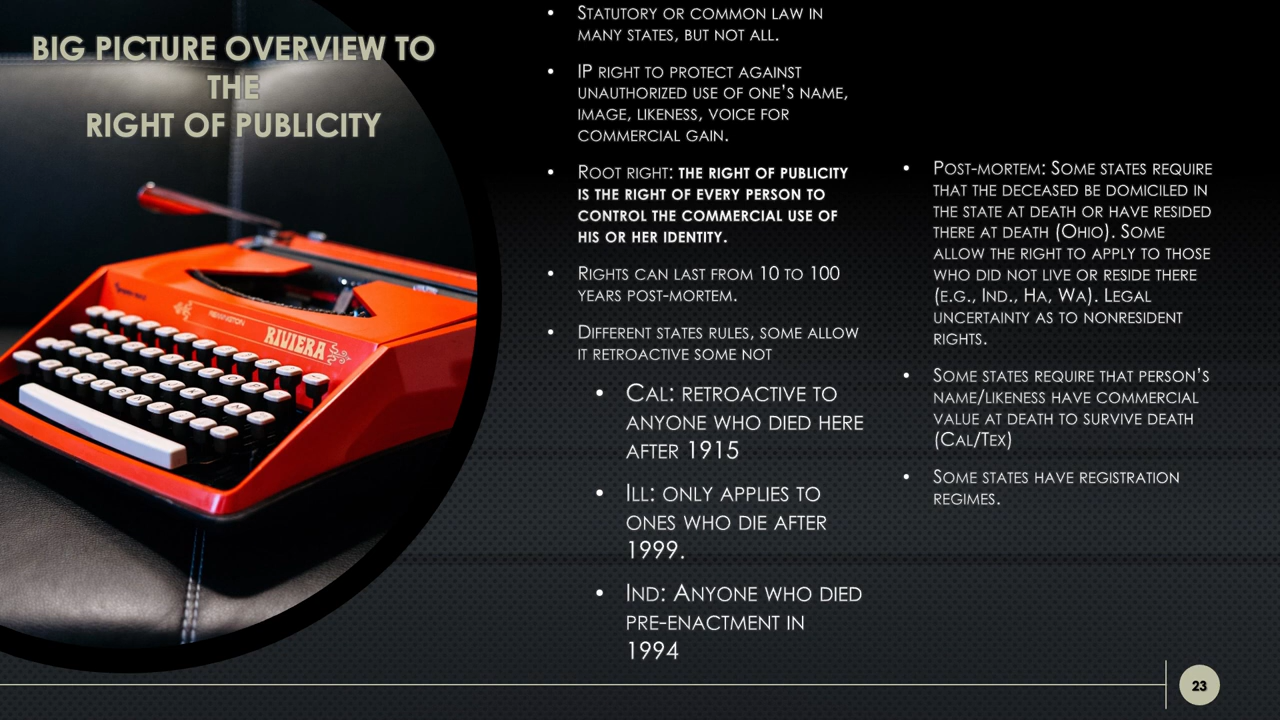 BIG PICTURE OVERVIEW TO
THE
RIGHT OF PUBLICITY
REMINGTON
RIVIERA
• STATUTORY OR COMMON LAW IN
MANY STATES, BUT NOT ALL.
• IP RIGHT TO PROTECT AGAINST
UNAUTHORIZED USE OF ONE'S NAME,
IMAGE, LIKENESS, VOICE FOR
COMMERCIAL GAIN.
• ROOT RIGHT: THE RIGHT OF PUBLICITY
IS THE RIGHT OF EVERY PERSON TO
CONTROL THE COMMERCIAL USE OF
HIS OR HER IDENTITY.
• RIGHTS CAN LAST FROM 10 TO 100
YEARS POST-MORTEM.
• DIFFERENT STATES RULES, SOME ALLOW
IT RETROACTIVE SOME NOT
• CAL: RETROACTIVE TO
ANYONE WHO DIED HERE
AFTER 1915
• ILL: ONLY APPLIES TO
ONES WHO DIE AFTER
1999.
• IND: ANYONE WHO DIED
PRE-ENACTMENT IN
1994
• POST-MORTEM: SOME STATES REQUIRE
THAT THE DECEASED BE DOMICILED IN
THE STATE AT DEATH OR HAVE RESIDED
THERE AT DEATH (OHIO). SOME
ALLOW THE RIGHT TO APPLY TO THOSE
WHO DID NOT LIVE OR RESIDE THERE
(E.G., IND., HA, WA). LEGAL
UNCERTAINTY AS TO NONRESIDENT
RIGHTS.
• SOME STATES REQUIRE THAT PERSON'S
NAME/LIKENESS HAVE COMMERCIAL
VALUE AT DEATH TO SURVIVE DEATH
(CAL/TEX)
• SOME STATES HAVE REGISTRATION
REGIMES.
23